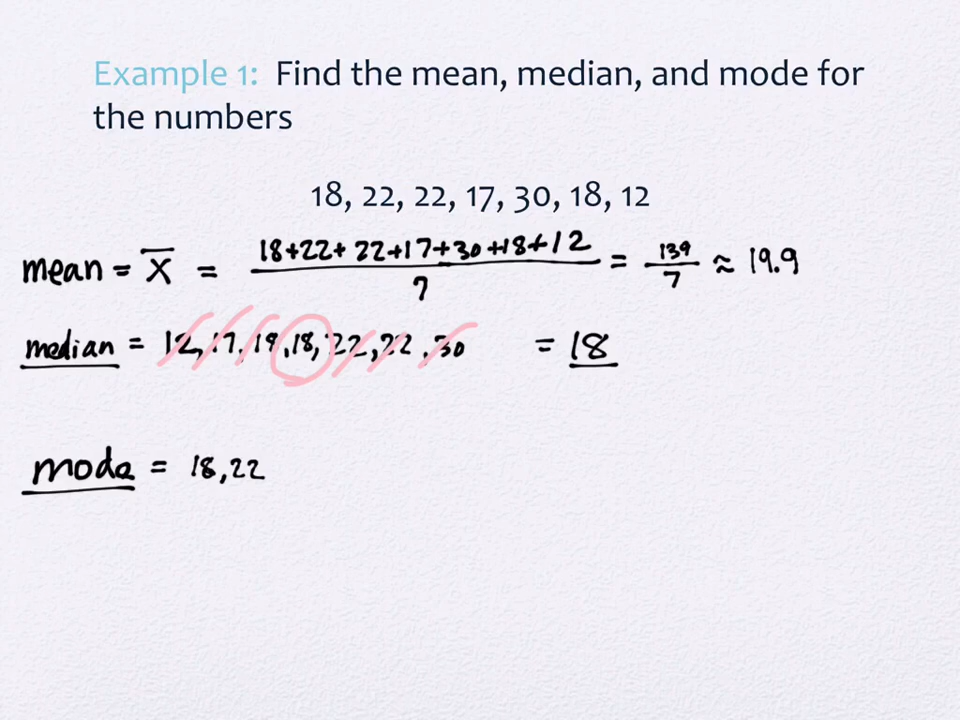 Example 1: Find the mean, median, and mode for
the numbers
18, 22, 22, 17, 30, 18, 12
mean = x̄ = (18+22+22+17+30+18+12)/7 = 139/7 ≈ 19.9
median = 12, 17, 18, 18, 22, 22, 30 = 18
mode = 18, 22